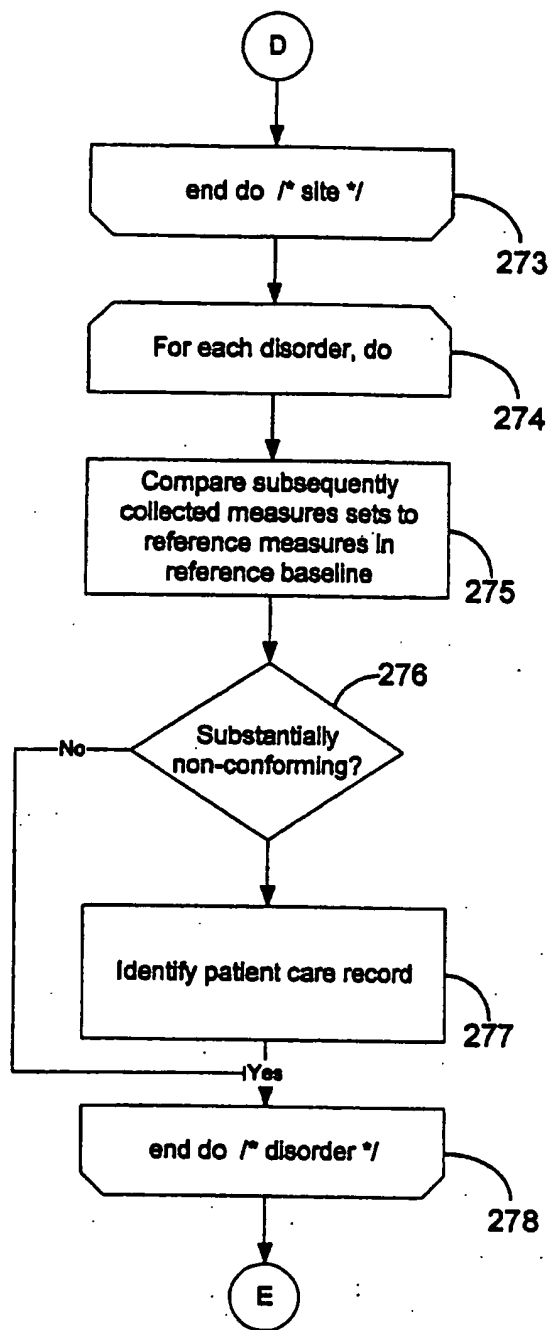 D
end do /* site */
273
For each disorder, do
274
Compare subsequently
collected measures sets to
reference measures in
reference baseline
275
276
Substantially
non-conforming?
No
Identify patient care record
277
Yes
end do /* disorder */
278
E